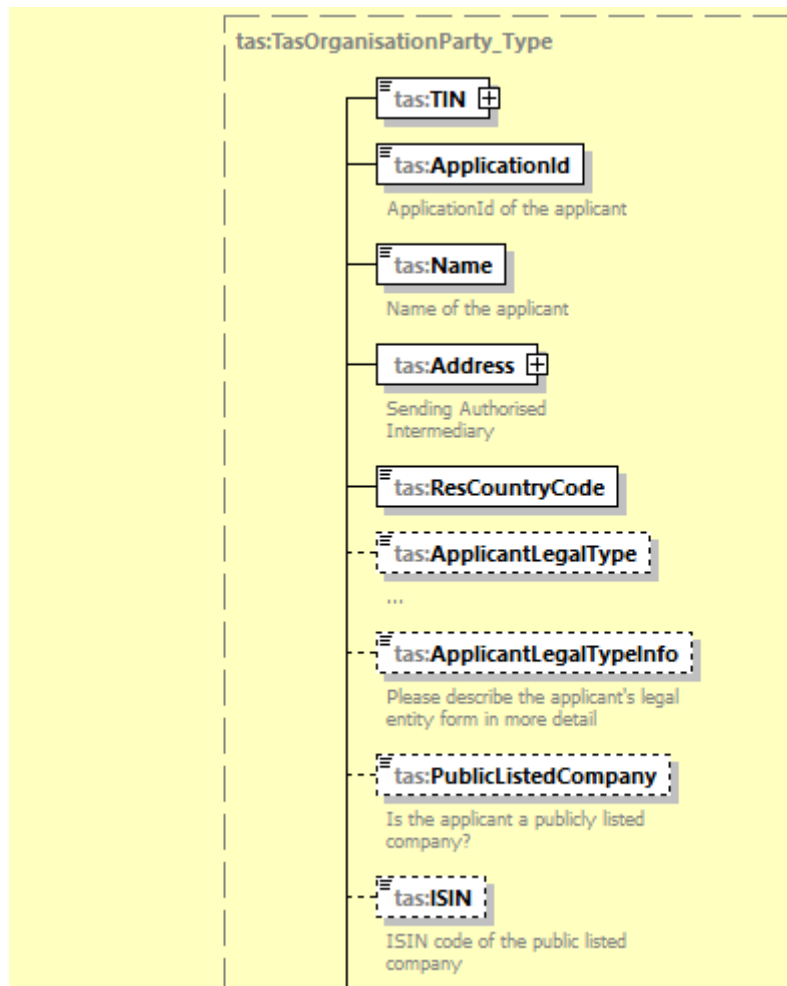 tas:TasOrganisationParty_Type
tas:TIN
tas:ApplicationId
ApplicationId of the applicant
tas:Name
Name of the applicant
tas:Address
Sending Authorised
Intermediary
tas:ResCountryCode
tas:ApplicantLegalType
...
tas:ApplicantLegalTypeInfo
Please describe the applicant's legal
entity form in more detail
tas:PublicListedCompany
Is the applicant a publicly listed
company?
tas:ISIN
ISIN code of the public listed
company